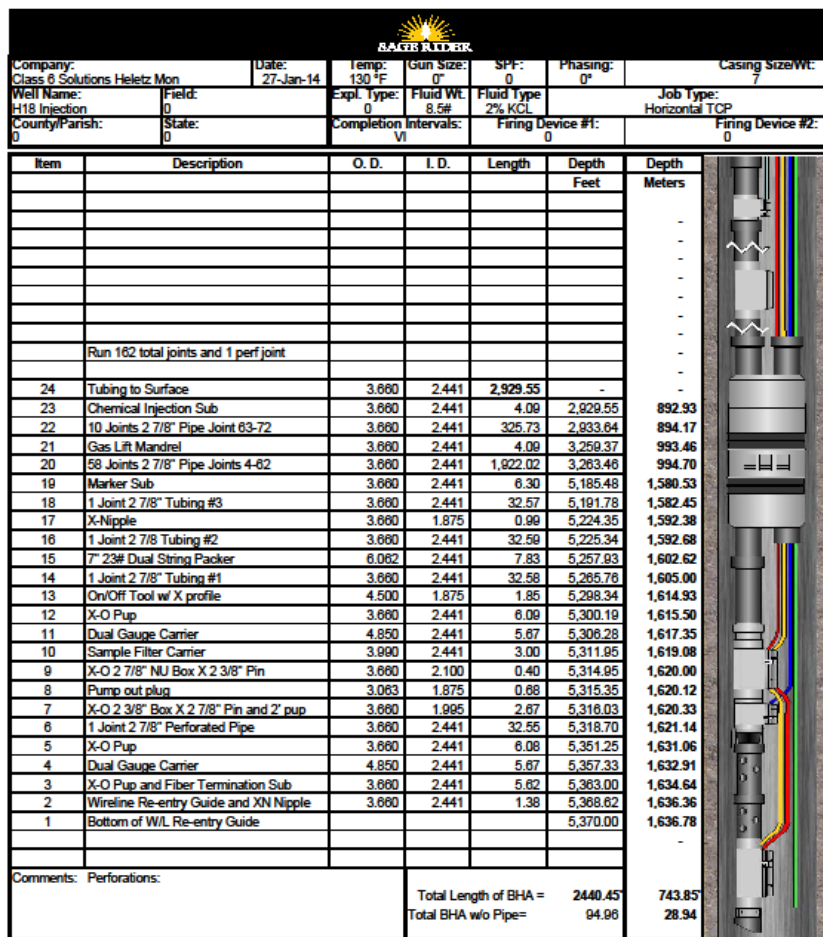 SAGE RIDER
Company: Date: Temp: Gun Size: SPF: Phasing: Casing Size/Wt:
Class 6 Solutions Heletz Mon 27-Jan-14 130 °F 0" 0 0° 7
Well Name: Field: Expl. Type: Fluid Wt. Fluid Type Job Type:
H18 Injection 0 0 8.5# 2% KCL Horizontal TCP
County/Parish: State: Completion Intervals: Firing Device #1: Firing Device #2:
0 0 VI 0 0
Item Description O. D. I. D. Length Depth Depth
Feet Meters
-
-
-
-
-
-
-
Run 162 total joints and 1 perf joint -
-
24 Tubing to Surface 3.660 2.441 2,929.55 - -
23 Chemical Injection Sub 3.660 2.441 4.09 2,929.55 892.93
22 10 Joints 2 7/8" Pipe Joint 63-72 3.660 2.441 325.73 2,933.64 894.17
21 Gas Lift Mandrel 3.660 2.441 4.09 3,259.37 993.46
20 58 Joints 2 7/8" Pipe Joints 4-62 3.660 2.441 1,922.02 3,263.46 994.70
19 Marker Sub 3.660 2.441 6.30 5,185.48 1,580.53
18 1 Joint 2 7/8" Tubing #3 3.660 2.441 32.57 5,191.78 1,582.45
17 X-Nipple 3.660 1.875 0.99 5,224.35 1,592.38
16 1 Joint 2 7/8 Tubing #2 3.660 2.441 32.59 5,225.34 1,592.68
15 7" 23# Dual String Packer 6.062 2.441 7.83 5,257.93 1,602.62
14 1 Joint 2 7/8" Tubing #1 3.660 2.441 32.58 5,265.76 1,605.00
13 On/Off Tool w/ X profile 4.500 1.875 1.85 5,298.34 1,614.93
12 X-O Pup 3.660 2.441 6.09 5,300.19 1,615.50
11 Dual Gauge Carrier 4.850 2.441 5.67 5,306.28 1,617.35
10 Sample Filter Carrier 3.990 2.441 3.00 5,311.95 1,619.08
9 X-O 2 7/8" NU Box X 2 3/8" Pin 3.660 2.100 0.40 5,314.95 1,620.00
8 Pump out plug 3.063 1.875 0.68 5,315.35 1,620.12
7 X-O 2 3/8" Box X 2 7/8" Pin and 2' pup 3.660 1.995 2.67 5,316.03 1,620.33
6 1 Joint 2 7/8" Perforated Pipe 3.660 2.441 32.55 5,318.70 1,621.14
5 X-O Pup 3.660 2.441 6.08 5,351.25 1,631.06
4 Dual Gauge Carrier 4.850 2.441 5.67 5,357.33 1,632.91
3 X-O Pup and Fiber Termination Sub 3.660 2.441 5.62 5,363.00 1,634.64
2 Wireline Re-entry Guide and XN Nipple 3.660 2.441 1.38 5,368.62 1,636.36
1 Bottom of W/L Re-entry Guide 5,370.00 1,636.78
-
Comments: Perforations:
Total Length of BHA = 2440.45' 743.85'
Total BHA w/o Pipe= 94.96 28.94